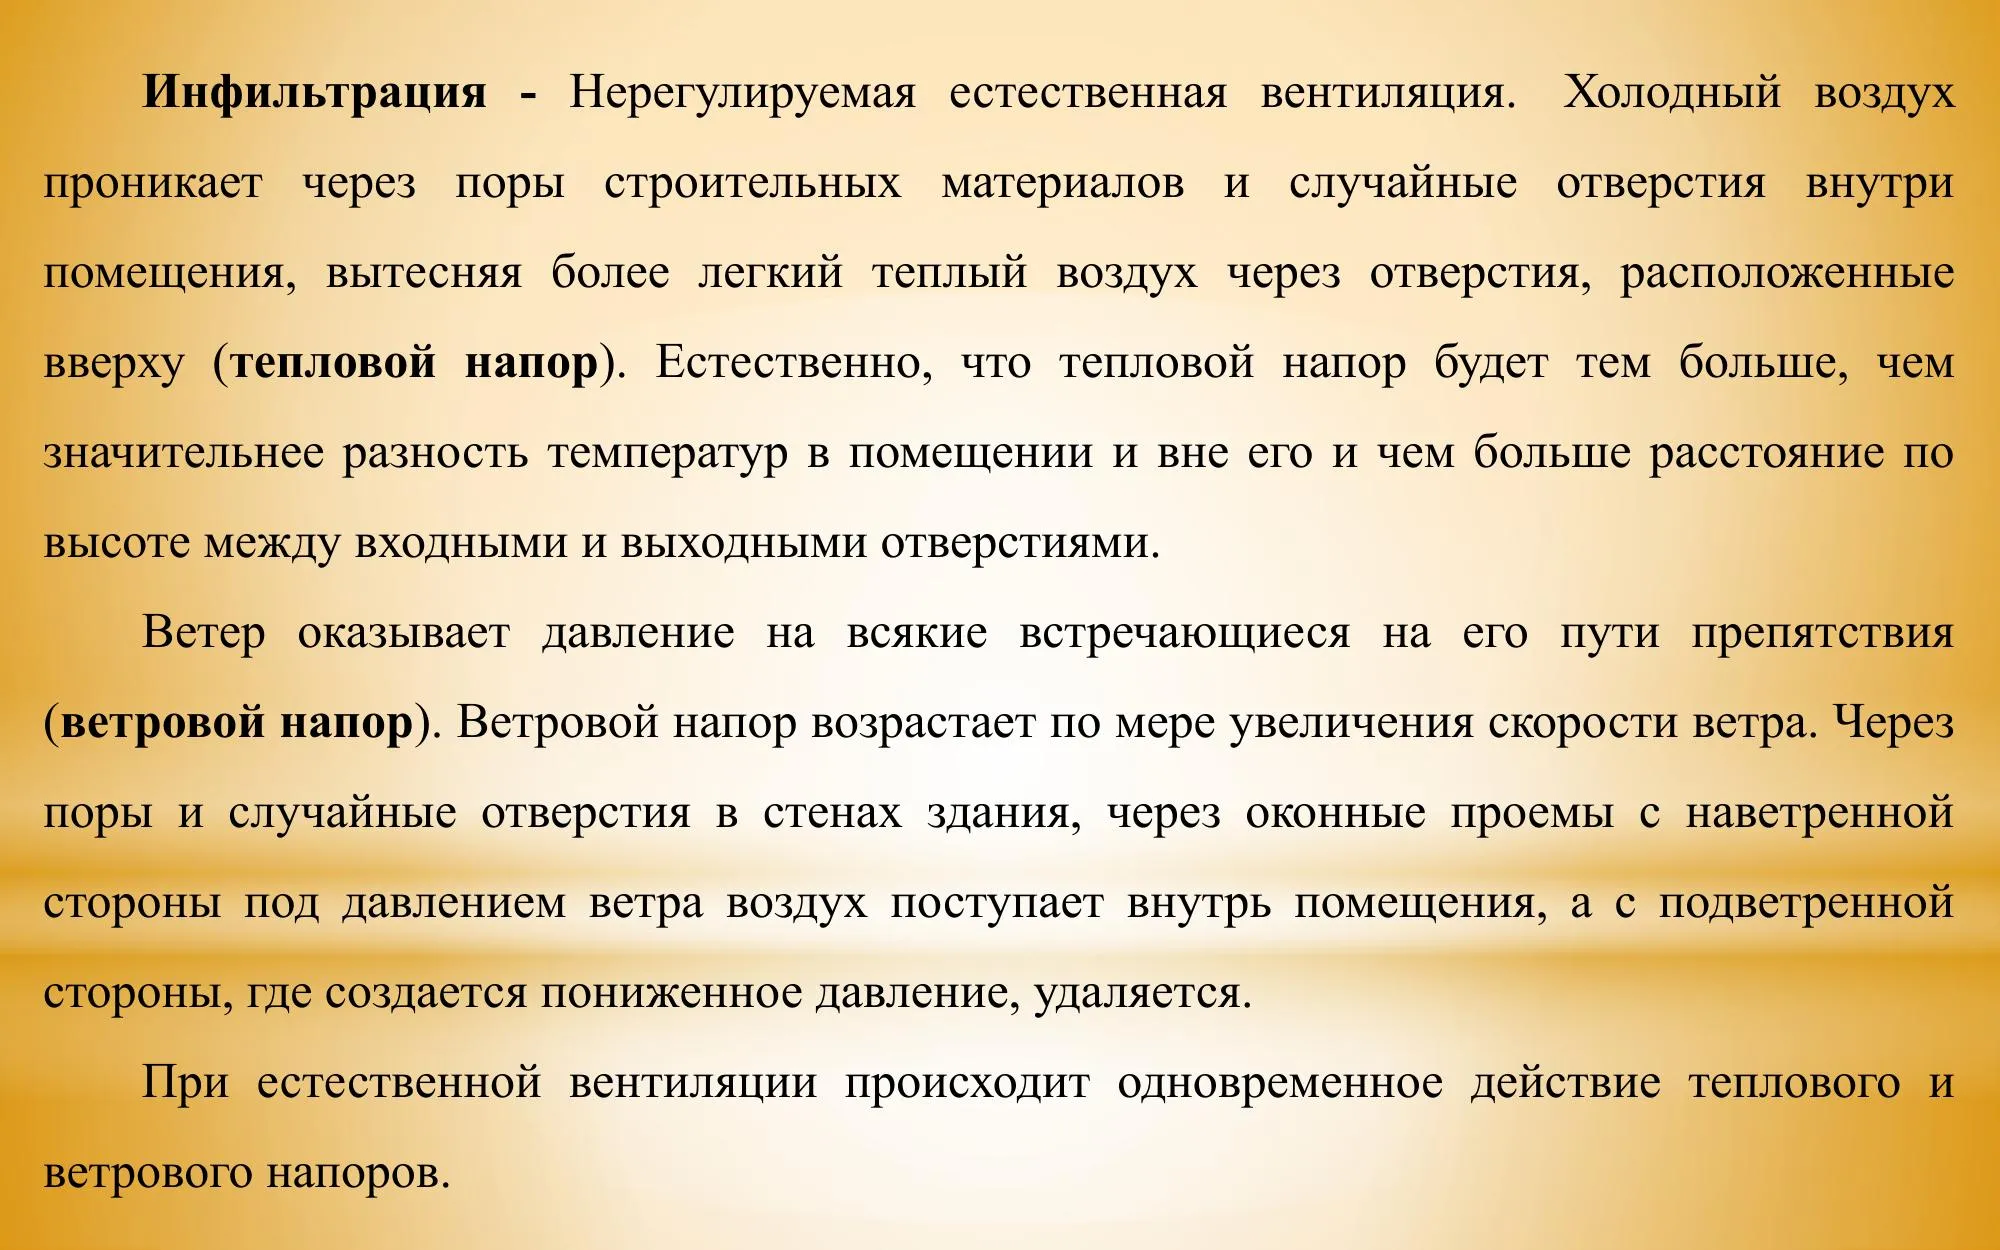 Инфильтрация - Нерегулируемая естественная вентиляция. Холодный воздух
проникает через поры строительных материалов и случайные отверстия внутри
помещения, вытесняя более легкий теплый воздух через отверстия, расположенные
вверху (тепловой напор). Естественно, что тепловой напор будет тем больше, чем
значительнее разность температур в помещении и вне его и чем больше расстояние по
высоте между входными и выходными отверстиями.
Ветер оказывает давление на всякие встречающиеся на его пути препятствия
(ветровой напор). Ветровой напор возрастает по мере увеличения скорости ветра. Через
поры и случайные отверстия в стенах здания, через оконные проемы с наветренной
стороны под давлением ветра воздух поступает внутрь помещения, а с подветренной
стороны, где создается пониженное давление, удаляется.
При естественной вентиляции происходит одновременное действие теплового и
ветрового напоров.